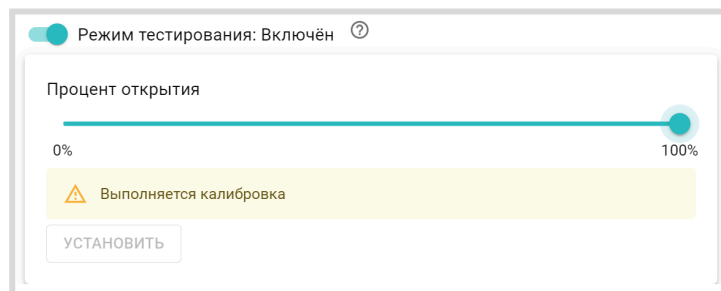 Режим тестирования: Включён
Процент открытия
0% 100%
Выполняется калибровка
УСТАНОВИТЬ